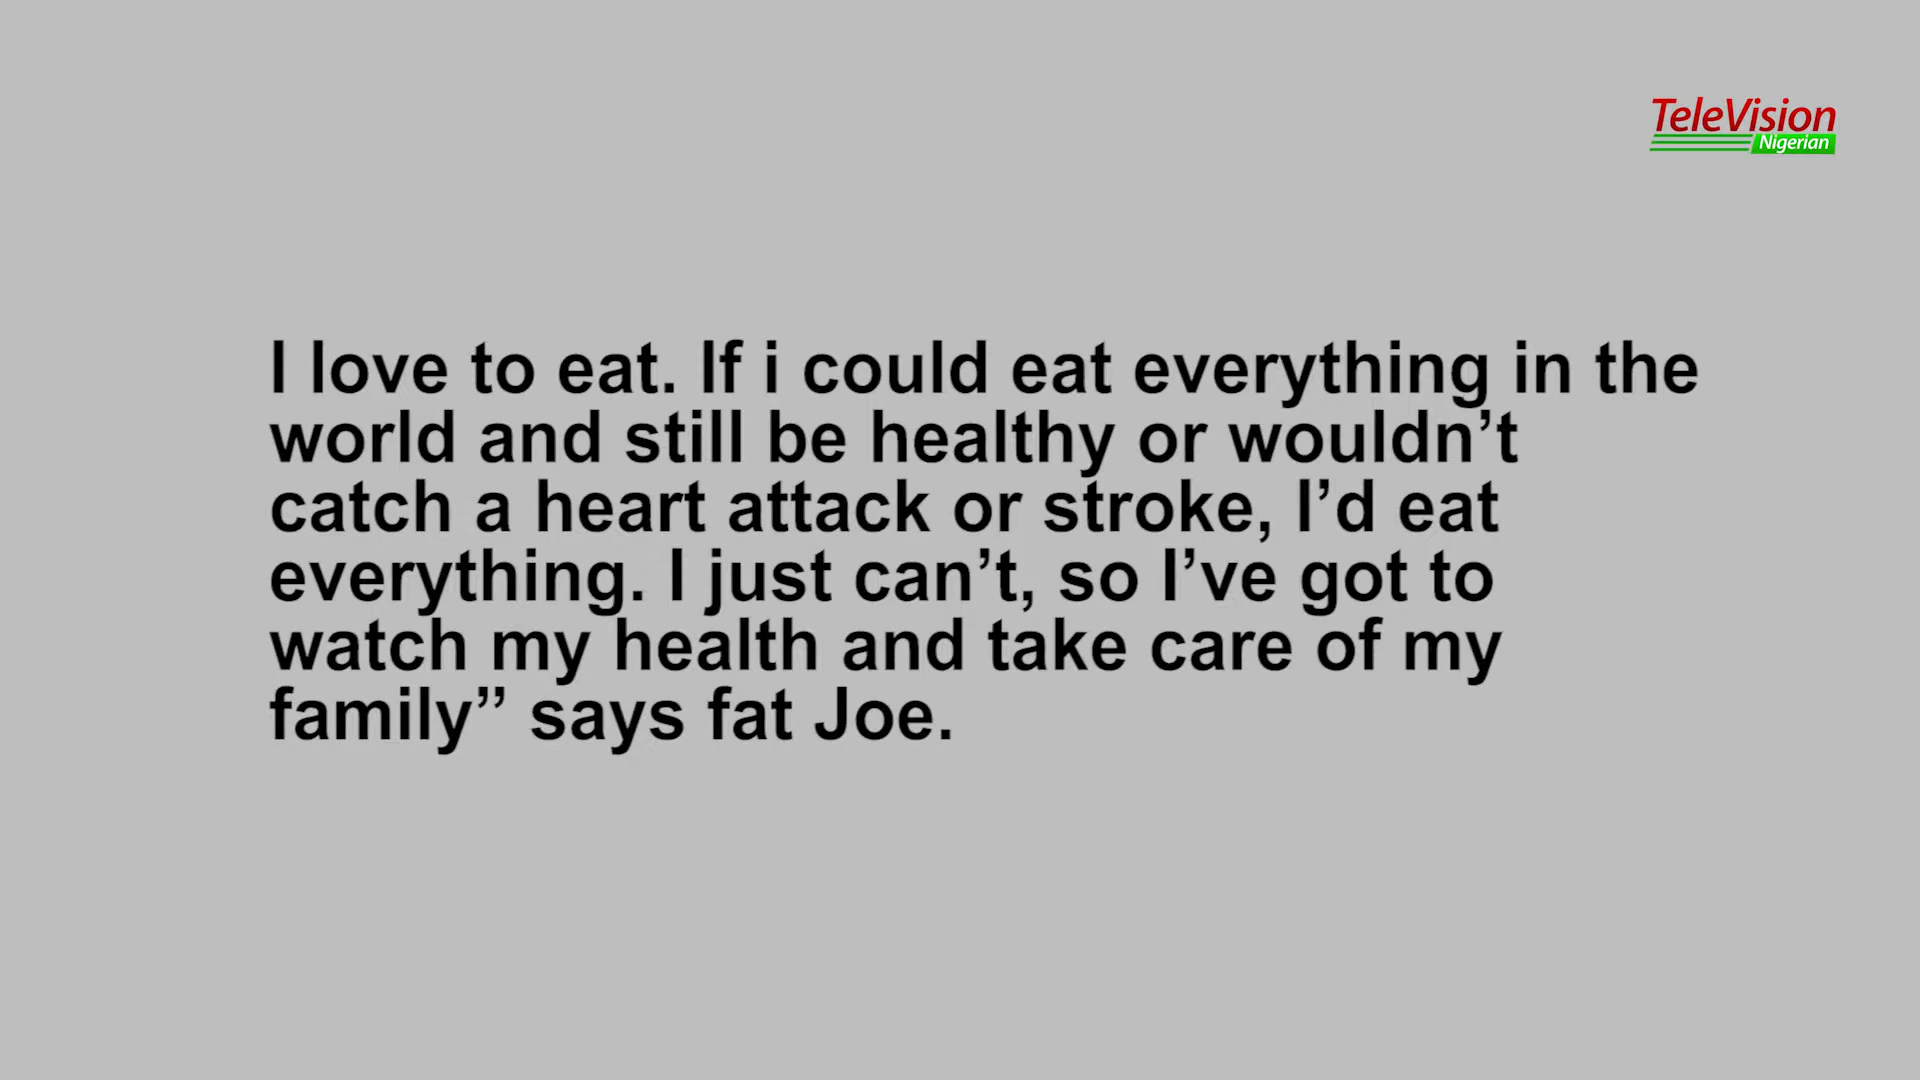 TeleVision
Nigerian
I love to eat. If i could eat everything in the
world and still be healthy or wouldn’t
catch a heart attack or stroke, I’d eat
everything. I just can’t, so I’ve got to
watch my health and take care of my
family” says fat Joe.